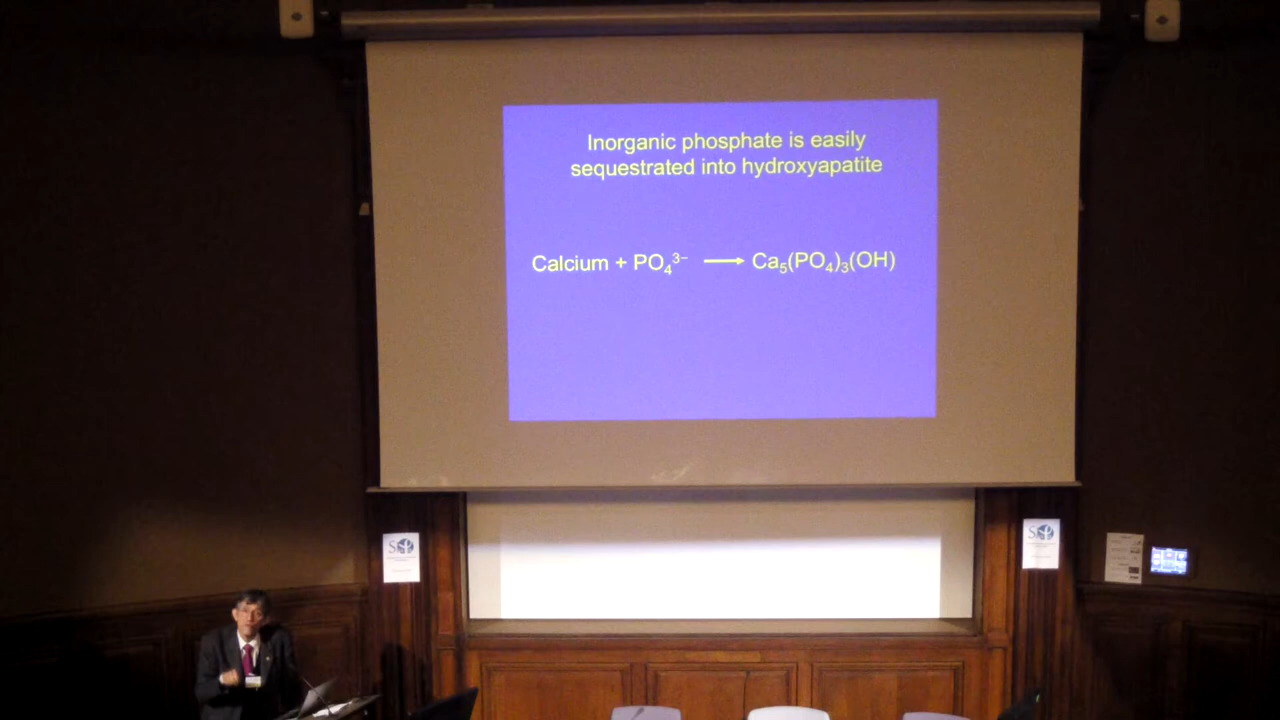 Inorganic phosphate is easily
sequestrated into hydroxyapatite
Calcium + PO₄³⁻ ⟶ Ca₅(PO₄)₃(OH)